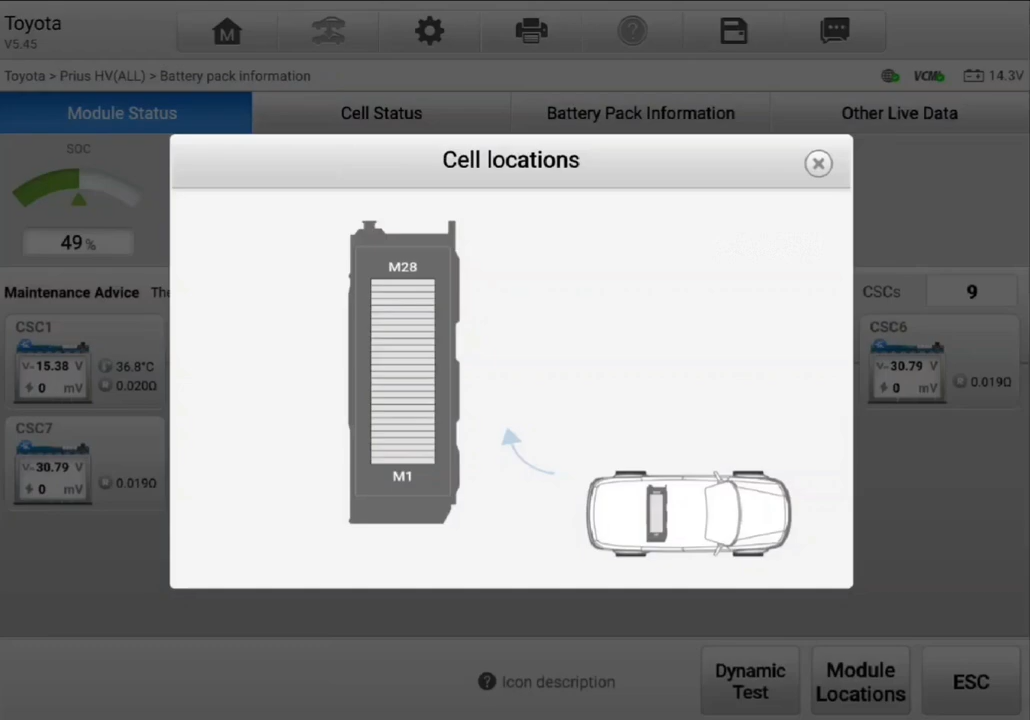 Toyota
V5.45
M
?
Toyota > Prius HV(ALL) > Battery pack information
VCMI
14.3V
Module Status
Cell Status
Battery Pack Information
Other Live Data
SOC
49 %
Cell locations
M28
M1
Maintenance Advice The
CSCs 9
CSC1
V 15.38 V 36.8°C
0 mV 0.020Ω
CSC6
V 30.79 V
0 mV 0.019Ω
CSC7
V 30.79 V
0 mV 0.019Ω
? Icon description
Dynamic
Test
Module
Locations
ESC